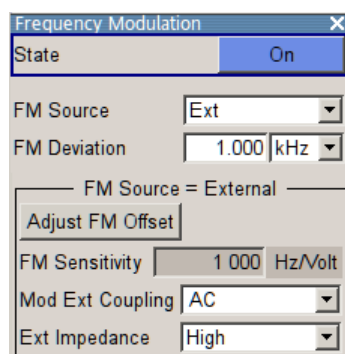 Frequency Modulation
State On
FM Source Ext
FM Deviation 1.000 kHz
FM Source = External
Adjust FM Offset
FM Sensitivity 1 000 Hz/Volt
Mod Ext Coupling AC
Ext Impedance High